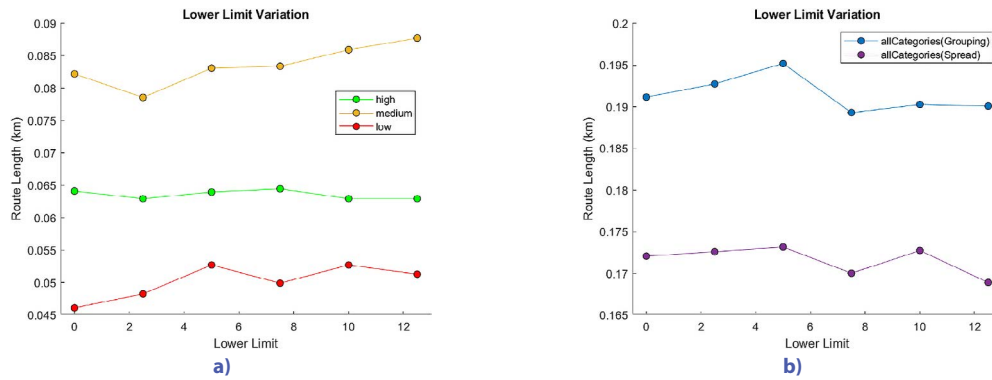 Lower Limit Variation
0.09
0.085
0.08
0.075
0.07
0.065
0.06
0.055
0.05
0.045
Route Length (km)
high
medium
low
0 2 4 6 8 10 12
Lower Limit
a)
Lower Limit Variation
0.2
0.195
0.19
0.185
0.18
0.175
0.17
0.165
Route Length (km)
allCategories(Grouping)
allCategories(Spread)
0 2 4 6 8 10 12
Lower Limit
b)